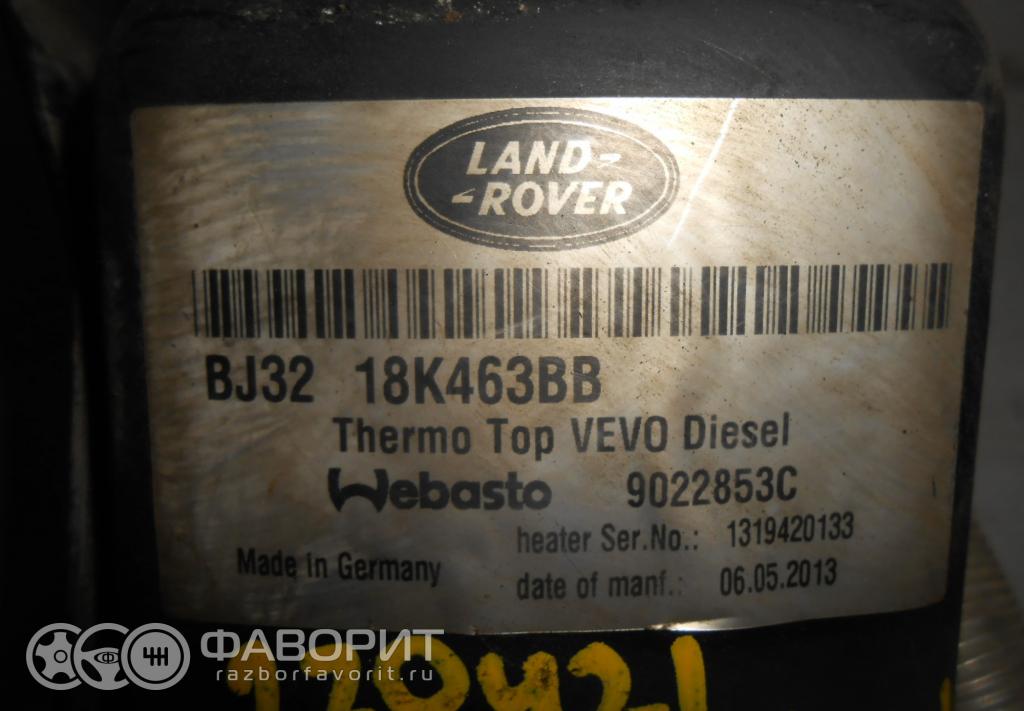 LAND-
-ROVER
BJ32 18K463BB
Thermo Top VEVO Diesel
Webasto 9022853C
heater Ser.No.: 1319420133
Made in Germany
date of manf.: 06.05.2013
ФАВОРИТ
razborfavorit.ru